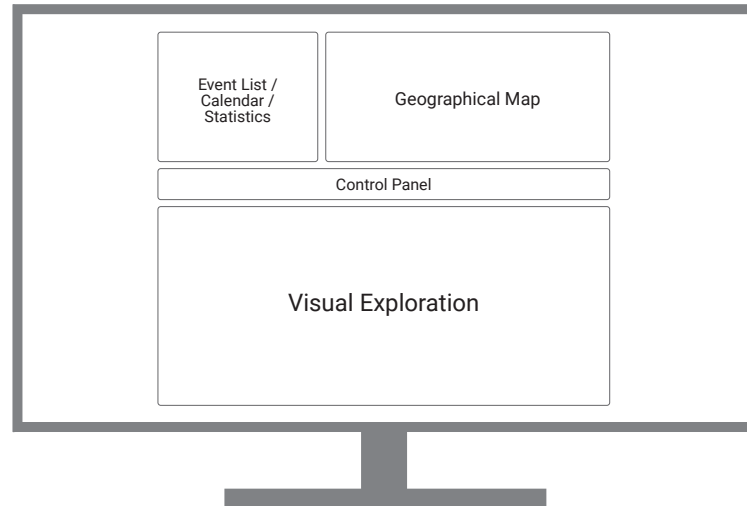 Event List /
Calendar /
Statistics
Geographical Map
Control Panel
Visual Exploration